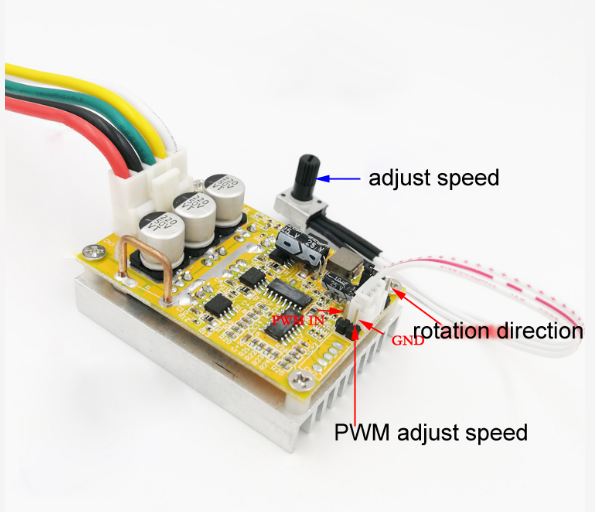 adjust speed
PWM IN
rotation direction
GND
PWM adjust speed